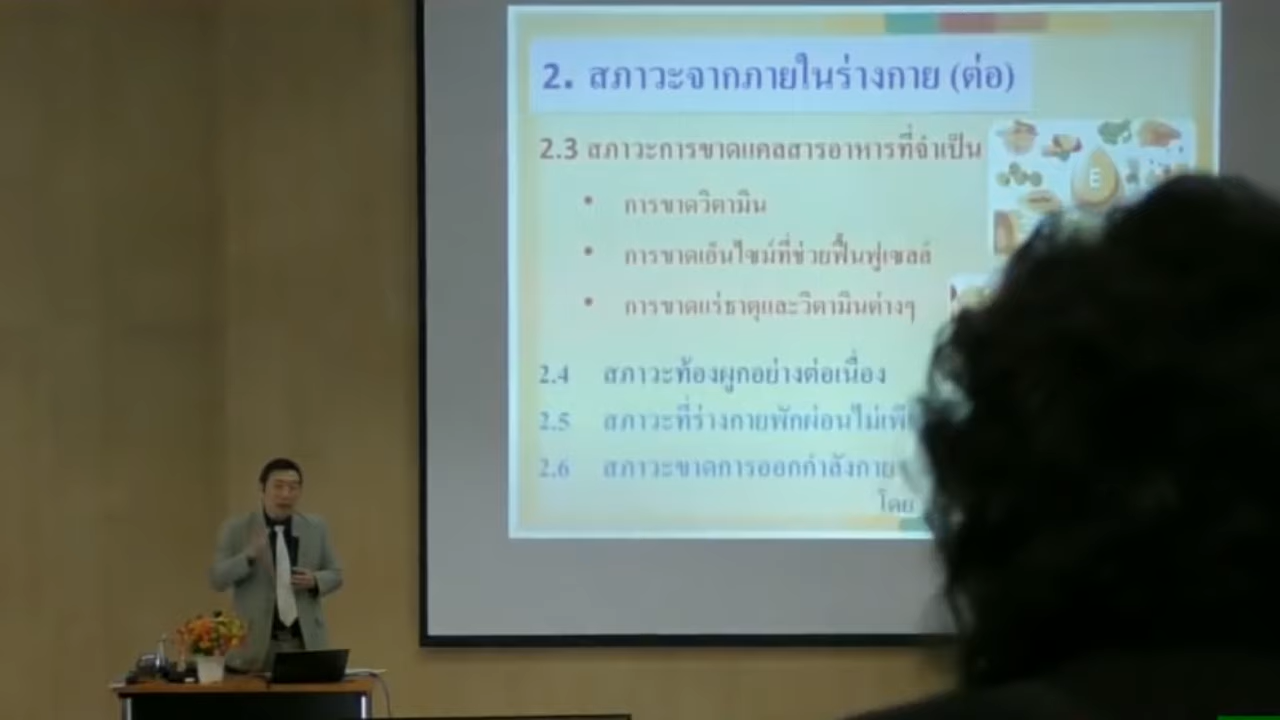 2. สภาวะจากภายในร่างกาย (ต่อ)
2.3 สภาวะการขาดแคลสารอาหารที่จำเป็น
E
• การขาดวิตามิน
• การขาดเอ็นไซม์ที่ช่วยฟื้นฟูเซลล์
• การขาดแร่ธาตุและวิตามินต่างๆ
2.4 สภาวะท้องผูกอย่างต่อเนื่อง
2.5 สภาวะที่ร่างกายพักผ่อนไม่
2.6 สภาวะขาดการออกกำลังกาย
โดย